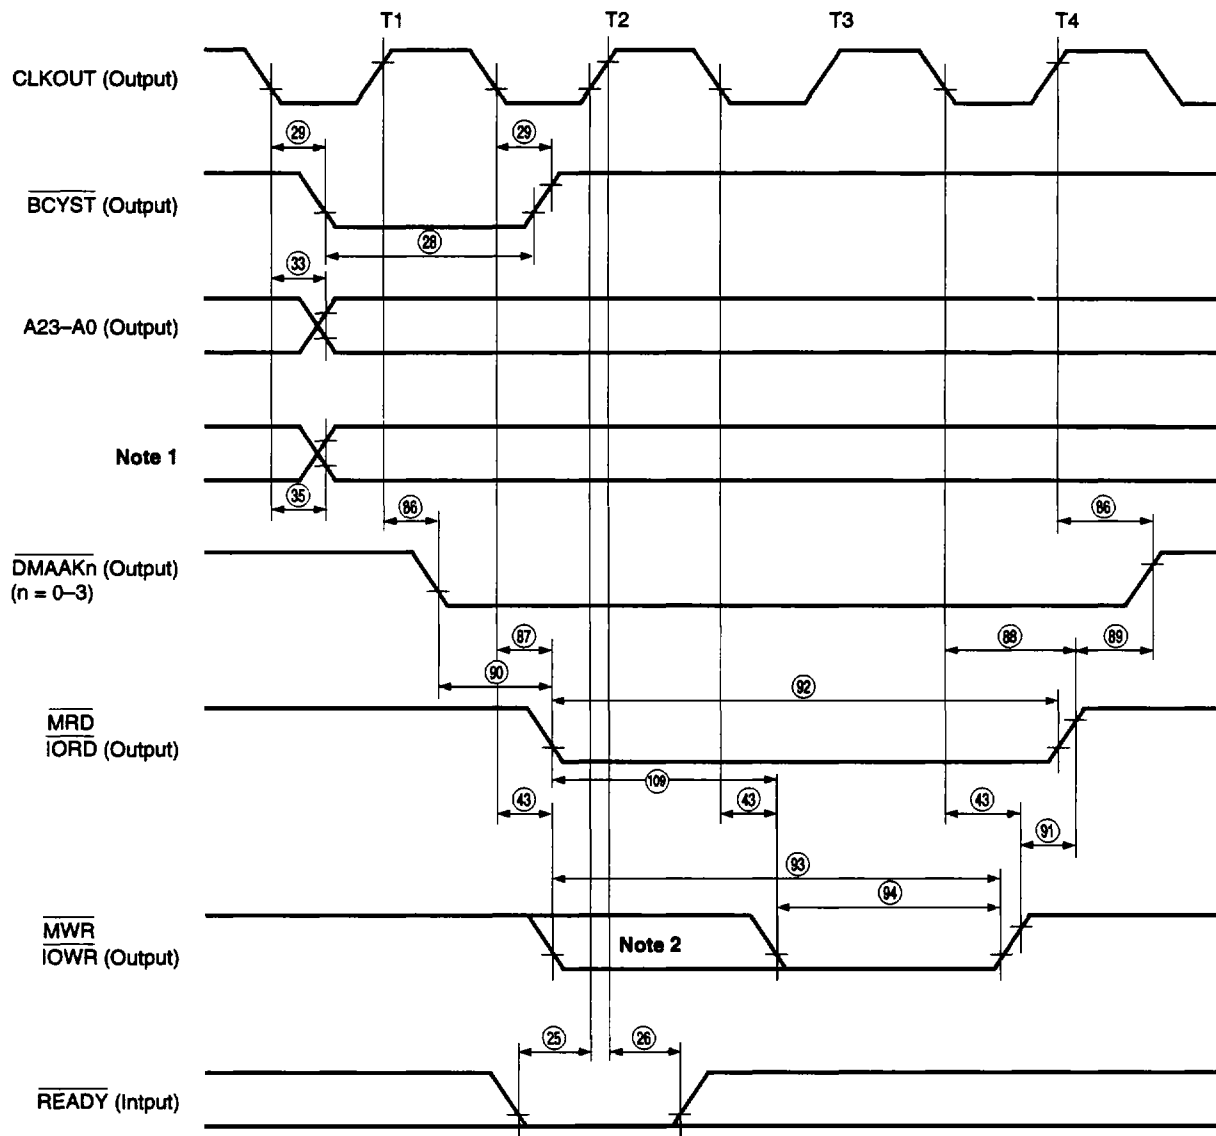 T1 T2 T3 T4
CLKOUT (Output)
29 29
BCYST (Output)
28
33
A23–A0 (Output)
Note 1
35
86 86
DMAAKn (Output)
(n = 0–3)
87 88 89
90 92
MRD
IORD (Output)
109
43 43 43
91
93
94
MWR
IOWR (Output)
Note 2
25 26
READY (Intput)